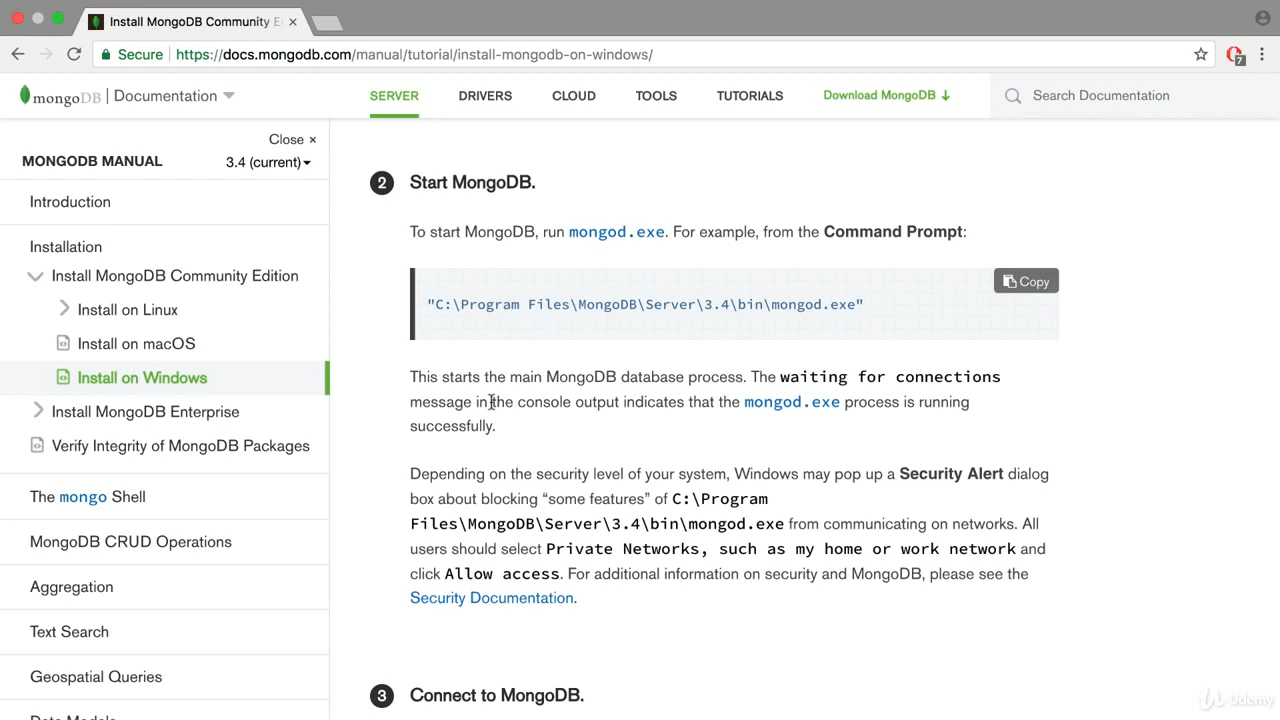 Install MongoDB Community E
Secure https://docs.mongodb.com/manual/tutorial/install-mongodb-on-windows/
7
mongoDB Documentation SERVER DRIVERS CLOUD TOOLS TUTORIALS Download MongoDB Search Documentation
Close ×
MONGODB MANUAL 3.4 (current)
Introduction
Installation
Install MongoDB Community Edition
Install on Linux
Install on macOS
Install on Windows
Install MongoDB Enterprise
Verify Integrity of MongoDB Packages
The mongo Shell
MongoDB CRUD Operations
Aggregation
Text Search
Geospatial Queries
2 Start MongoDB.
To start MongoDB, run mongod.exe. For example, from the Command Prompt:
Copy
"C:\Program Files\MongoDB\Server\3.4\bin\mongod.exe"
This starts the main MongoDB database process. The waiting for connections
message in the console output indicates that the mongod.exe process is running
successfully.
Depending on the security level of your system, Windows may pop up a Security Alert dialog
box about blocking “some features” of C:\Program
Files\MongoDB\Server\3.4\bin\mongod.exe from communicating on networks. All
users should select Private Networks, such as my home or work network and
click Allow access. For additional information on security and MongoDB, please see the
Security Documentation.
3 Connect to MongoDB.
Udemy